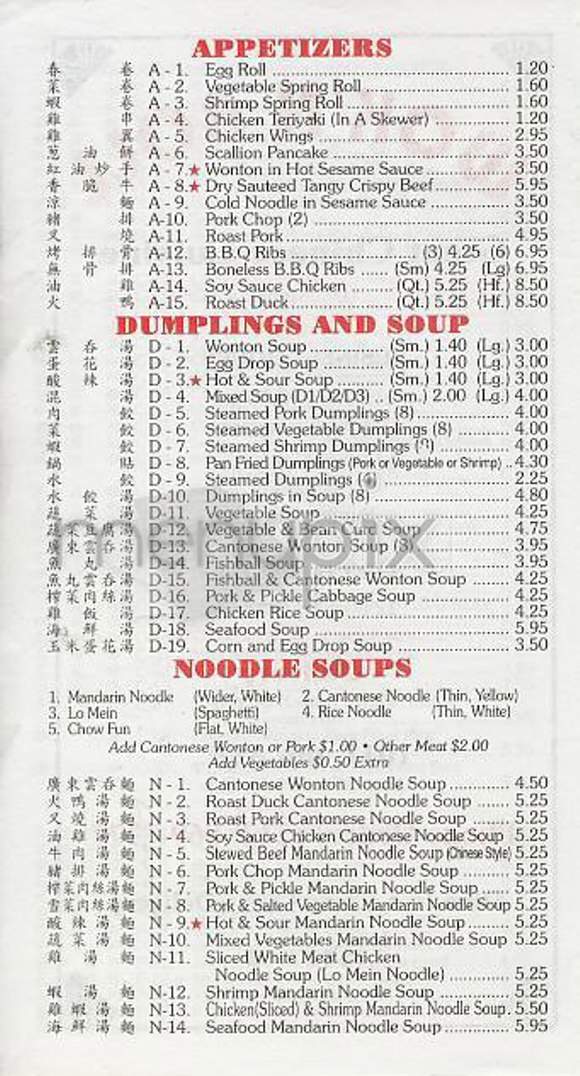 APPETIZERS
春 卷 A - 1. Egg Roll 1.20
菜 卷 A - 2. Vegetable Spring Roll 1.60
蝦 卷 A - 3. Shrimp Spring Roll 1.60
雞 串 A - 4. Chicken Teriyaki (In A Skewer) 1.20
雞 翼 A - 5. Chicken Wings 2.95
葱 油 餅 A - 6. Scallion Pancake 3.50
紅 油 炒 手 A - 7. ★ Wonton in Hot Sesame Sauce 3.50
香 脆 牛 A - 8. ★ Dry Sauteed Tangy Crispy Beef 5.95
涼 麵 A - 9. Cold Noodle in Sesame Sauce 3.50
豬 排 A-10. Pork Chop (2) 3.50
叉 燒 A-11. Roast Pork 4.95
烤 排 骨 A-12. B.B.Q Ribs (3) 4.25 (6) 6.95
無 骨 排 A-13. Boneless B.B.Q Ribs (Sm) 4.25 (Lg) 6.95
油 雞 A-14. Soy Sauce Chicken (Qt.) 5.25 (Hf.) 8.50
火 鴨 A-15. Roast Duck (Qt.) 5.25 (Hf.) 8.50
DUMPLINGS AND SOUP
雲 吞 湯 D - 1. Wonton Soup (Sm.) 1.40 (Lg.) 3.00
蛋 花 湯 D - 2. Egg Drop Soup (Sm.) 1.40 (Lg.) 3.00
酸 辣 湯 D - 3. ★ Hot & Sour Soup (Sm.) 1.40 (Lg.) 3.00
混 湯 D - 4. Mixed Soup (D1/D2/D3) (Sm.) 2.00 (Lg.) 4.00
肉 餃 D - 5. Steamed Pork Dumplings (8) 4.00
菜 餃 D - 6. Steamed Vegetable Dumplings (8) 4.00
蝦 餃 D - 7. Steamed Shrimp Dumplings 4.00
鍋 貼 D - 8. Pan Fried Dumplings (Pork or Vegetable or Shrimp) 4.30
水 餃 D - 9. Steamed Dumplings 2.25
水 餃 湯 D-10. Dumplings in Soup (8) 4.80
蔬 菜 湯 D-11. Vegetable Soup 4.25
蔬菜豆腐湯 D-12. Vegetable & Bean Curd Soup 4.75
廣東雲吞湯 D-13. Cantonese Wonton Soup (8) 3.95
魚 丸 湯 D-14. Fishball Soup 3.95
魚丸雲吞湯 D-15. Fishball & Cantonese Wonton Soup 4.25
榨菜肉絲湯 D-16. Pork & Pickle Cabbage Soup 4.25
雞 飯 湯 D-17. Chicken Rice Soup 4.25
海 鮮 湯 D-18. Seafood Soup 5.95
玉米蛋花湯 D-19. Corn and Egg Drop Soup 3.50
menupix
NOODLE SOUPS
1. Mandarin Noodle (Wider, White) 2. Cantonese Noodle (Thin, Yellow)
3. Lo Mein (Spaghetti) 4. Rice Noodle (Thin, White)
5. Chow Fun (Flat, White)
Add Cantonese Wonton or Pork $1.00 • Other Meat $2.00
Add Vegetables $0.50 Extra
廣東雲吞麵 N - 1. Cantonese Wonton Noodle Soup 4.50
火 鴨 湯 麵 N - 2. Roast Duck Cantonese Noodle Soup 5.25
叉 燒 湯 麵 N - 3. Roast Pork Cantonese Noodle Soup 5.25
油 雞 湯 麵 N - 4. Soy Sauce Chicken Cantonese Noodle Soup 5.25
牛 肉 湯 麵 N - 5. Stewed Beef Mandarin Noodle Soup (Chinese Style) 5.25
豬 排 湯 麵 N - 6. Pork Chop Mandarin Noodle Soup 5.25
榨菜肉絲湯麵 N - 7. Pork & Pickle Mandarin Noodle Soup 5.25
雪菜肉絲湯麵 N - 8. Pork & Salted Vegetable Mandarin Noodle Soup 5.25
酸 辣 湯 麵 N - 9. ★ Hot & Sour Mandarin Noodle Soup 5.25
蔬 菜 湯 麵 N-10. Mixed Vegetables Mandarin Noodle Soup 5.25
雞 湯 麵 N-11. Sliced White Meat Chicken
Noodle Soup (Lo Mein Noodle) 5.25
蝦 湯 麵 N-12. Shrimp Mandarin Noodle Soup 5.25
雞 蝦 湯 麵 N-13. Chicken(Sliced) & Shrimp Mandarin Noodle Soup. 5.50
海 鮮 湯 麵 N-14. Seafood Mandarin Noodle Soup 5.95